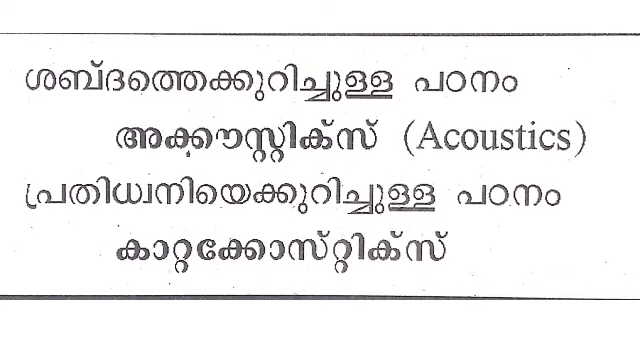 ശബ്ദത്തെക്കുറിച്ചുള്ള പഠനം
അക്കൗസ്റ്റിക്സ് (Acoustics)
പ്രതിധ്വനിയെക്കുറിച്ചുള്ള പഠനം
കാറ്റക്കോസ്റ്റിക്സ്